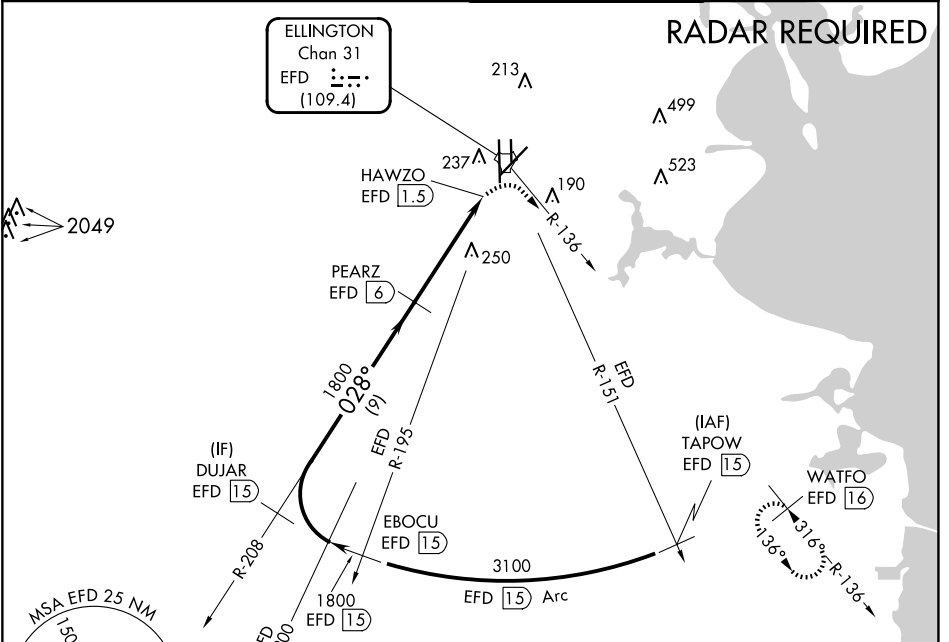 RADAR REQUIRED
ELLINGTON
Chan 31
EFD
(109.4)
213
499
237
523
HAWZO
EFD 1.5
190
2049
R-136
250
PEARZ
EFD 6
1800
028°
(9)
EFD
R-151
EFD
R-195
(IF)
DUJAR
EFD 15
(IAF)
TAPOW
EFD 15
WATFO
EFD 16
EBOCU
EFD 15
316°
136°
R-136
R-208
3100
EFD 15 Arc
1800
EFD 15
MSA EFD 25 NM
150
EFD